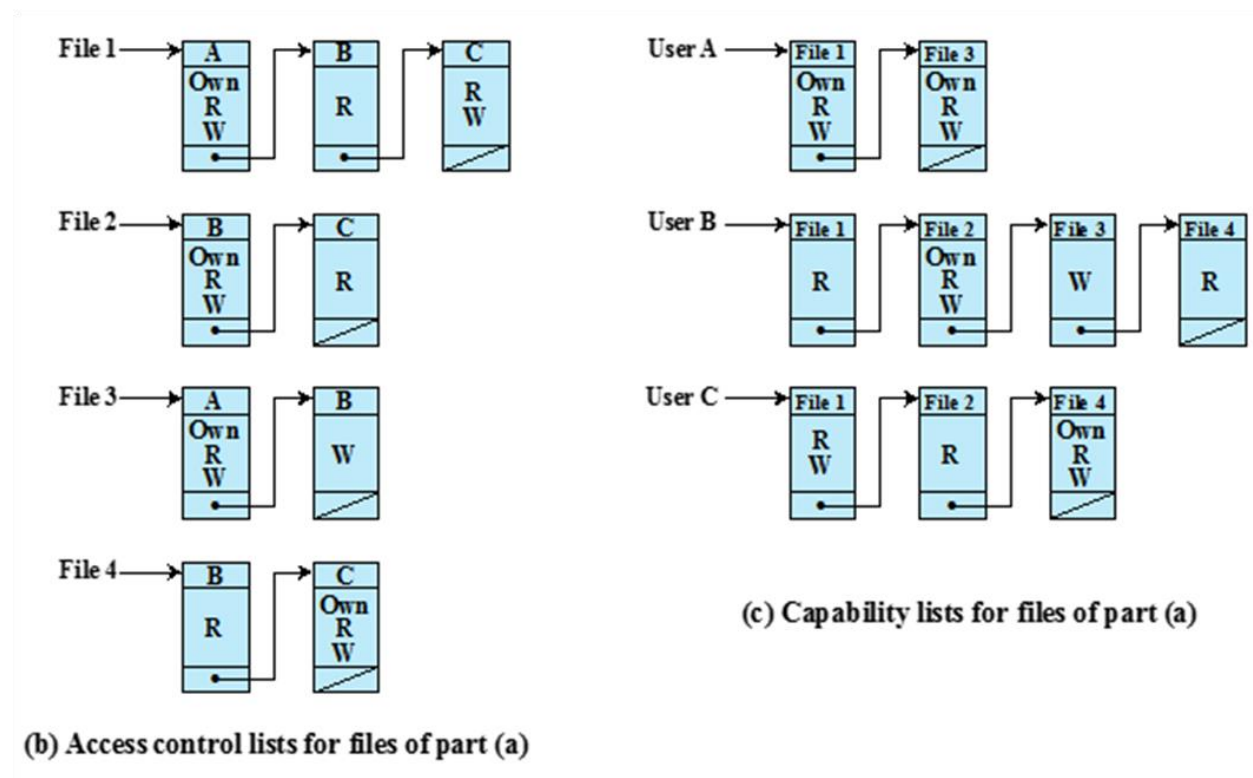 File 1
A
Own
R
W
B
R
C
R
W
File 2
B
Own
R
W
C
R
File 3
A
Own
R
W
B
W
File 4
B
R
C
Own
R
W
(b) Access control lists for files of part (a)
User A
File 1
Own
R
W
File 3
Own
R
W
User B
File 1
R
File 2
Own
R
W
File 3
W
File 4
R
User C
File 1
R
W
File 2
R
File 4
Own
R
W
(c) Capability lists for files of part (a)